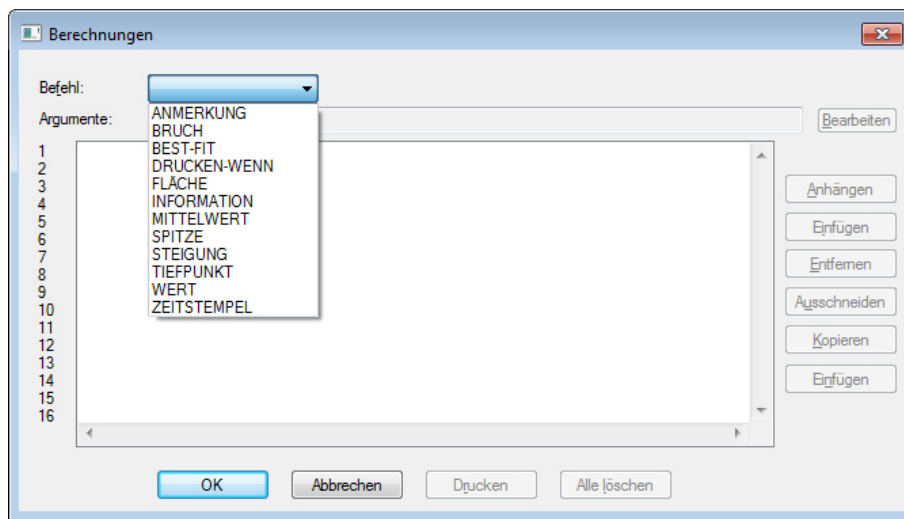 Berechnungen
Befehl:
Argumente:
Bearbeiten
ANMERKUNG
BRUCH
BEST-FIT
DRUCKEN-WENN
FLÄCHE
INFORMATION
MITTELWERT
SPITZE
STEIGUNG
TIEFPUNKT
WERT
ZEITSTEMPEL
1
2
3
4
5
6
7
8
9
10
11
12
13
14
15
16
Anhängen
Einfügen
Entfernen
Ausschneiden
Kopieren
Einfügen
OK
Abbrechen
Drucken
Alle löschen